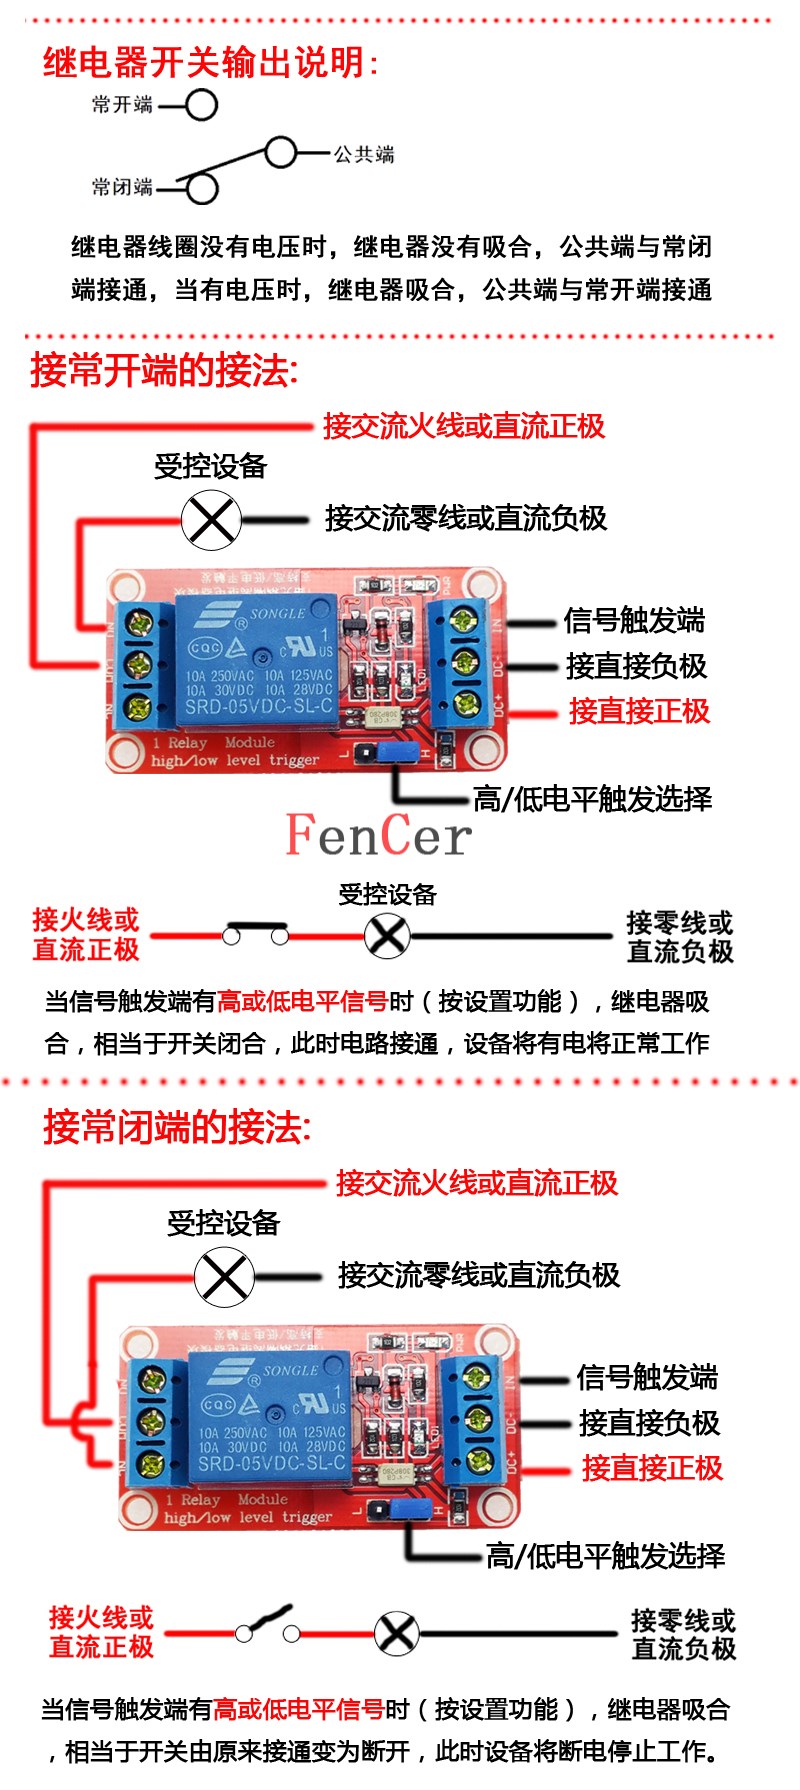 继电器开关输出说明:
常开端
公共端
常闭端
继电器线圈没有电压时，继电器没有吸合，公共端与常闭
端接通，当有电压时，继电器吸合，公共端与常开端接通
接常开端的接法:
接交流火线或直流正极
受控设备
接交流零线或直流负极
PWR
SONGLE
®
CQC
c RU US
1
10A 250VAC 10A 125VAC
10A 30VDC 10A 28VDC
SRD-05VDC-SL-C
IN
DC-
DC+
信号触发端
接直接负极
接直接正极
1 Relay Module
high/low level trigger
L
H
高/低电平触发选择
FenCer
受控设备
接火线或
直流正极
接零线或
直流负极
当信号触发端有高或低电平信号时（按设置功能），继电器吸
合，相当于开关闭合，此时电路接通，设备将有电将正常工作
接常闭端的接法:
接交流火线或直流正极
受控设备
接交流零线或直流负极
PWR
SONGLE
®
CQC
c RU US
1
10A 250VAC 10A 125VAC
10A 30VDC 10A 28VDC
SRD-05VDC-SL-C
IN
DC-
DC+
信号触发端
接直接负极
接直接正极
1 Relay Module
high/low level trigger
L
H
高/低电平触发选择
接火线或
直流正极
接零线或
直流负极
当信号触发端有高或低电平信号时（按设置功能），继电器吸合
，相当于开关由原来接通变为断开，此时设备将断电停止工作。